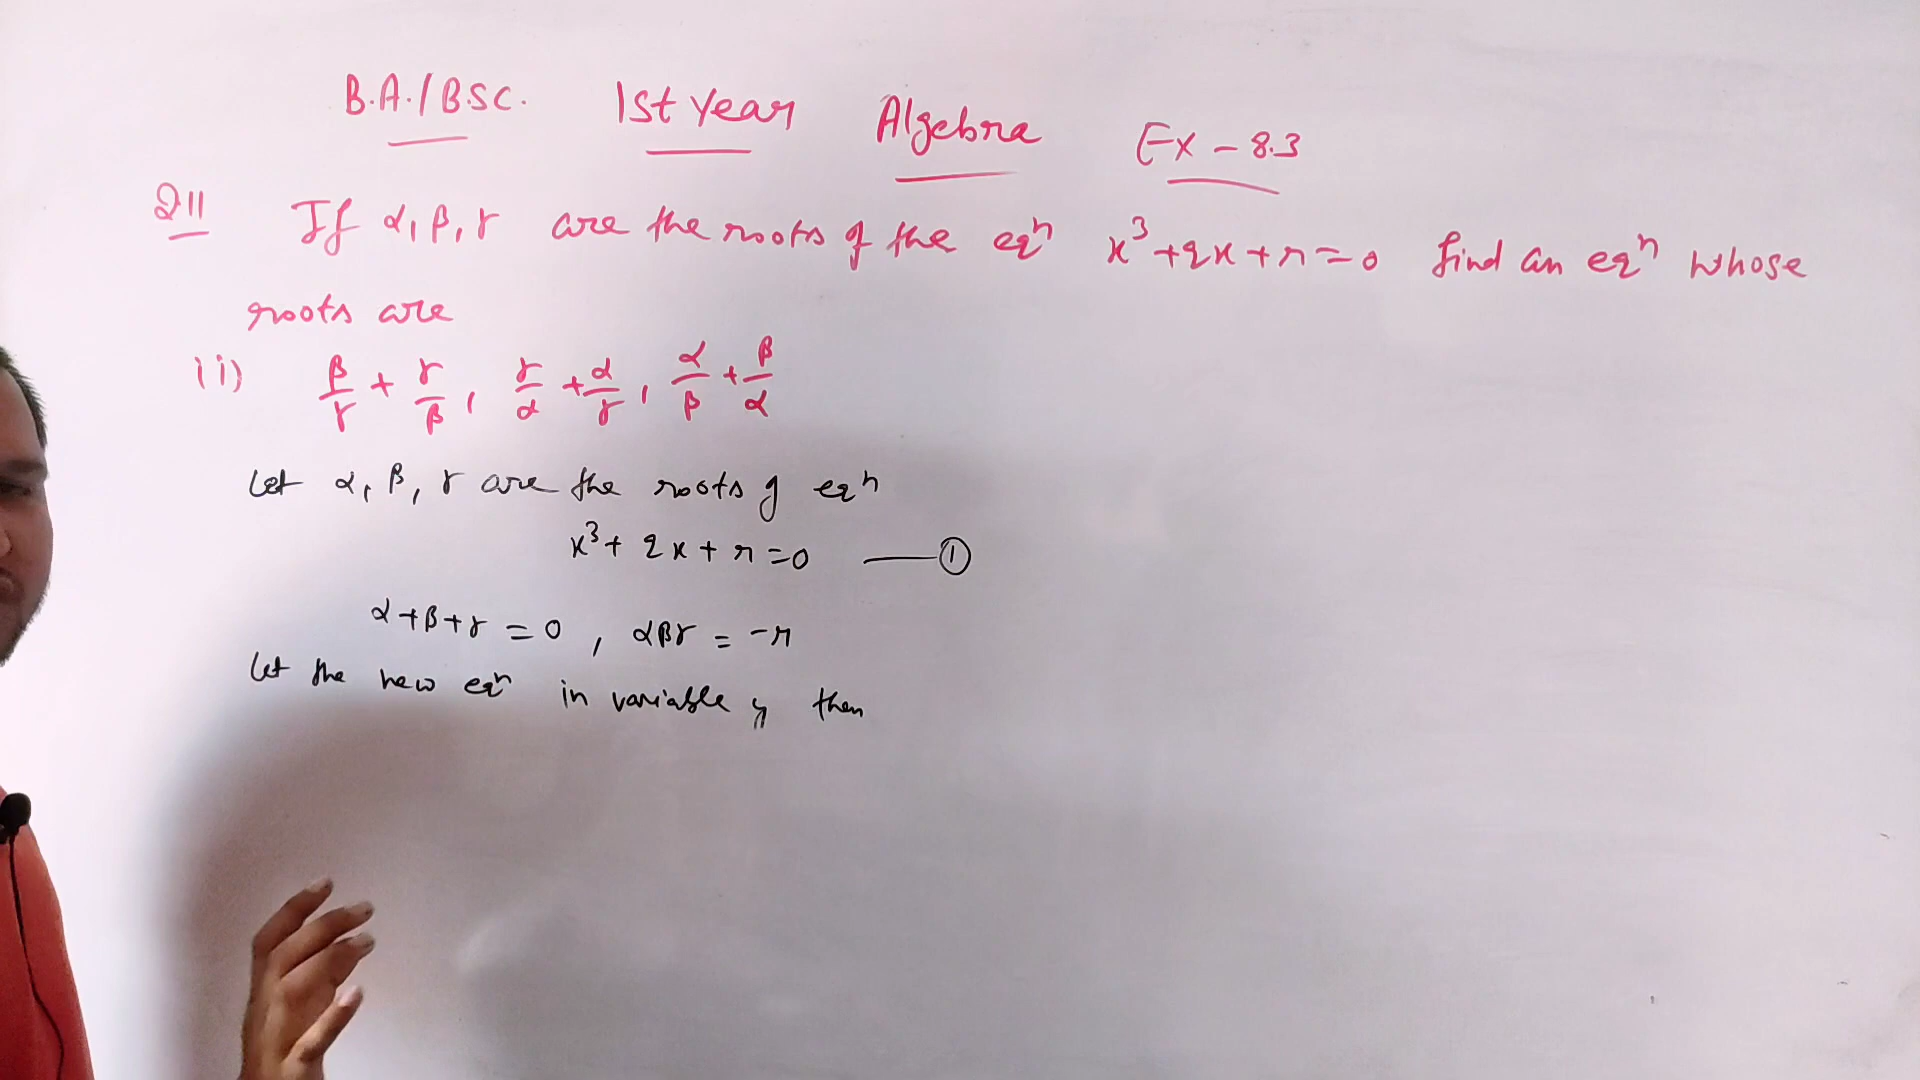 B.A./B.SC. 1st Year Algebra Ex - 8.3
Q11 If α, β, γ are the roots of the eqⁿ x³+qx+r=0 find an eqⁿ whose
roots are
(i) β/γ + γ/β, γ/α + α/γ, α/β + β/α
Let α, β, γ are the roots of eqⁿ
x³+qx+r=0 —①
α+β+γ=0, αβγ = -r
Let the new eqⁿ in variable y then